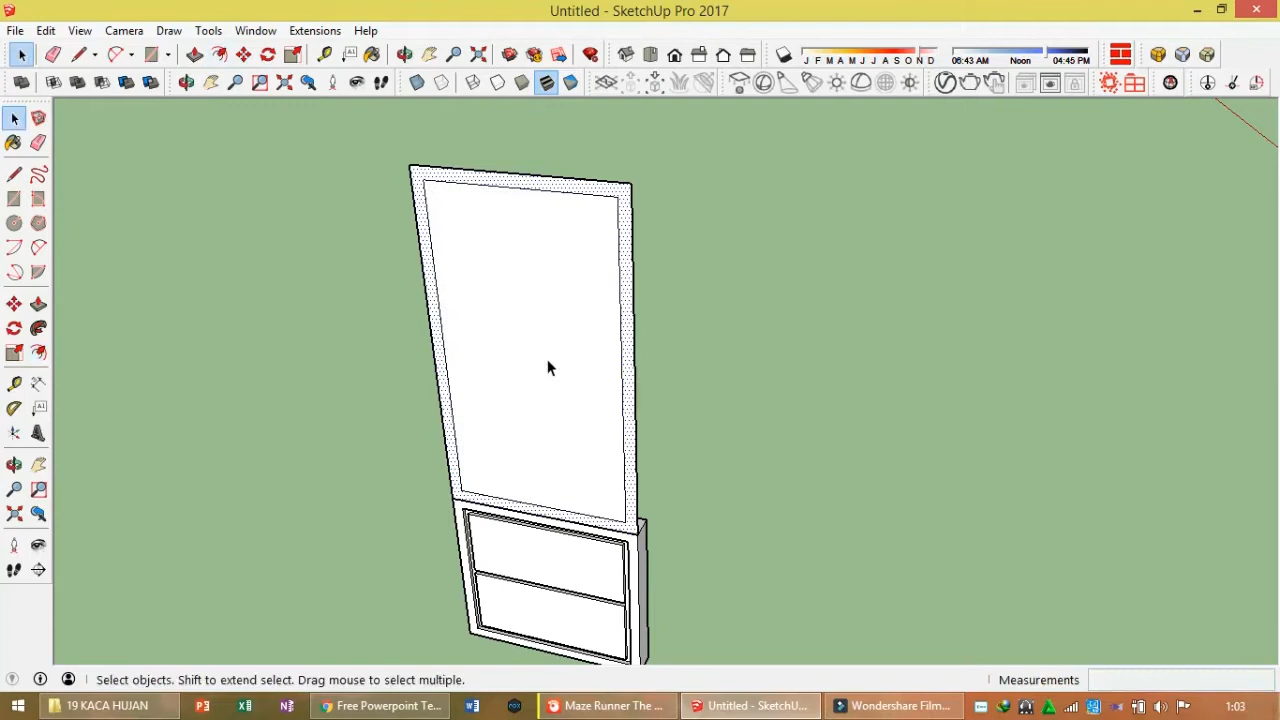 Untitled - SketchUp Pro 2017
File Edit Camera Draw View Tools Window Extensions Help
J F M A M J J A S O N D 06:43 AM Noon 04:45 PM
Select objects. Shift to extend select. Drag mouse to select multiple. Measurements
19 KACA HUJAN Free Powerpoint Te... Maze Runner The ... Untitled - SketchU... Wondershare Film... 1:03